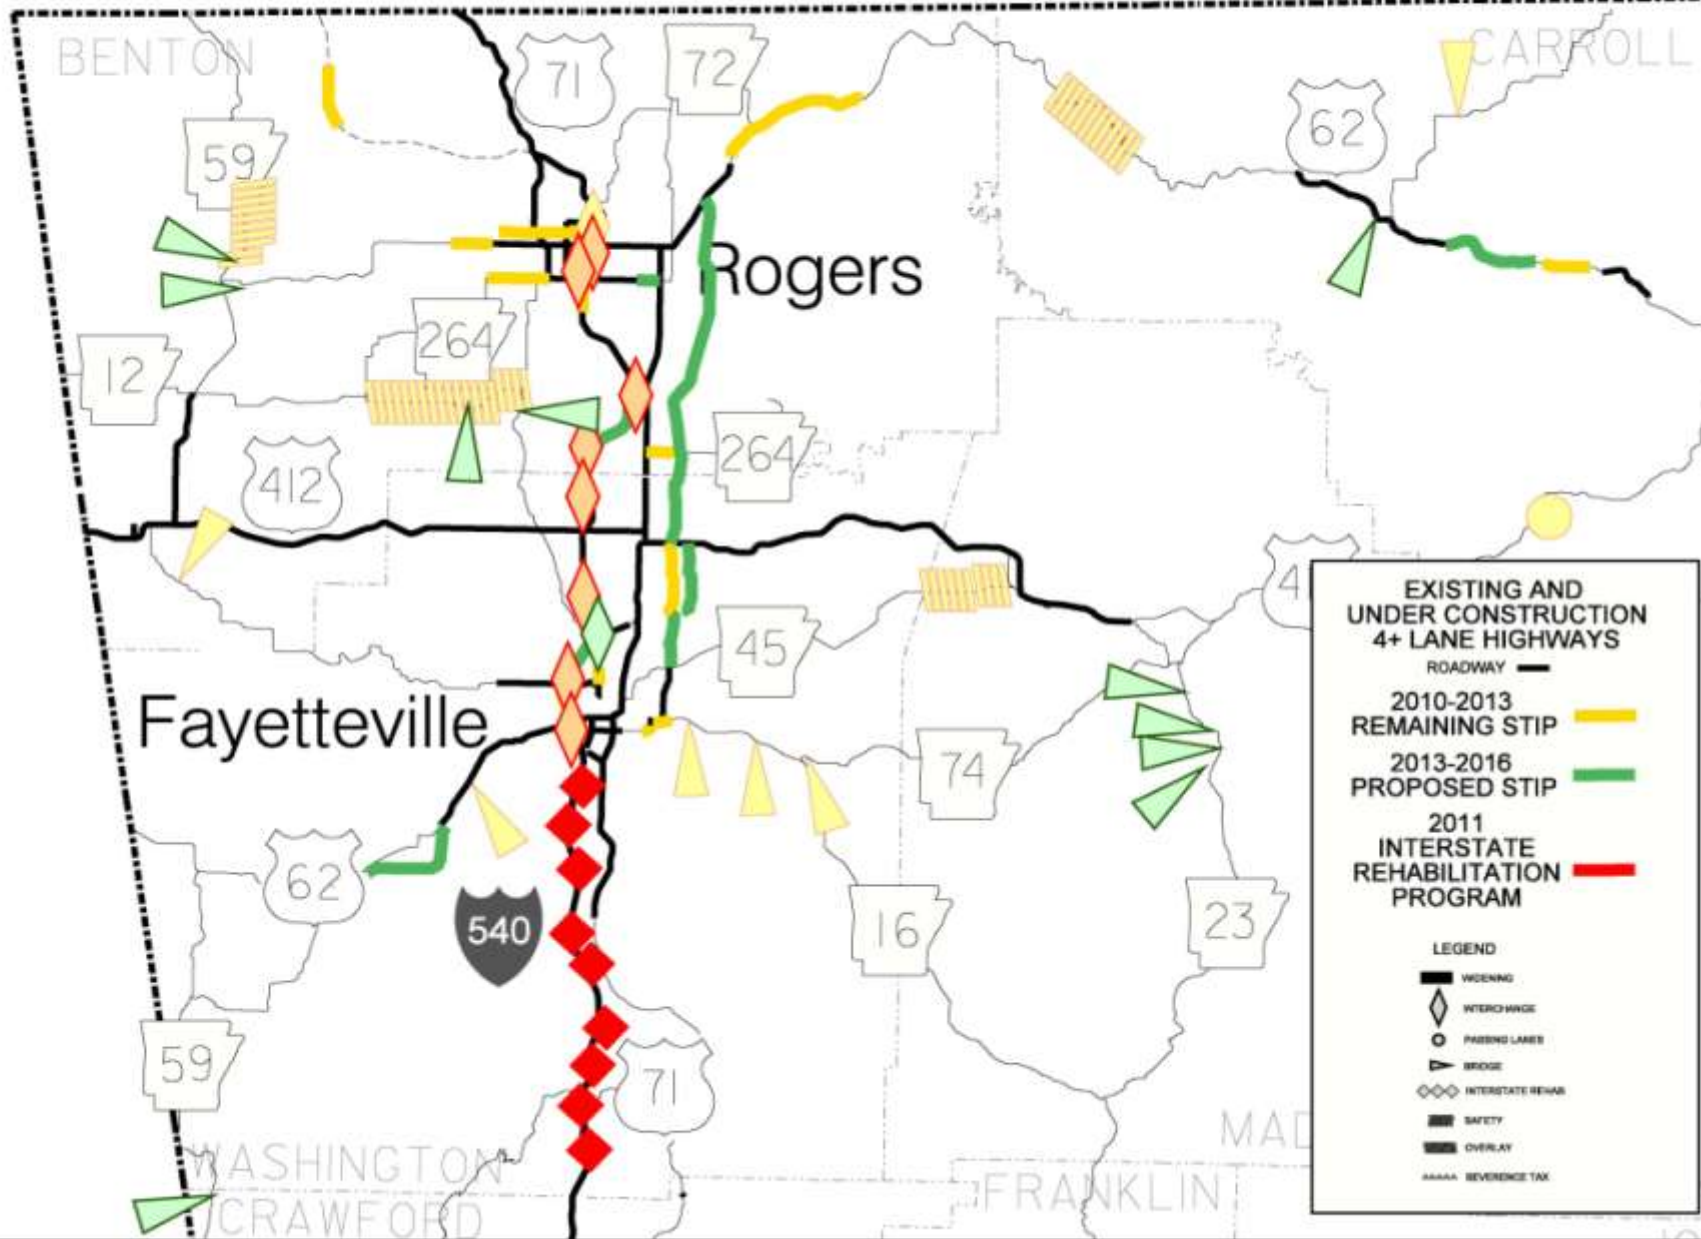 BENTON
71
72
CARROLL
62
59
Rogers
264
12
264
412
4
45
Fayetteville
74
62
540
16
23
59
71
WASHINGTON
CRAWFORD
FRANKLIN
MAD
EXISTING AND
UNDER CONSTRUCTION
4+ LANE HIGHWAYS
ROADWAY
2010-2013
REMAINING STIP
2013-2016
PROPOSED STIP
2011
INTERSTATE
REHABILITATION
PROGRAM
LEGEND
WIDENING
INTERCHANGE
PASSING LANES
BRIDGE
INTERSTATE REHAB
SAFETY
OVERLAY
SEVERENCE TAX